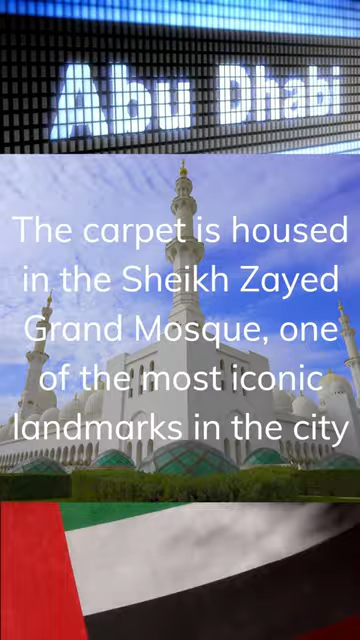 Abu Dhabi
The carpet is housed
in the Sheikh Zayed
Grand Mosque, one
of the most iconic
landmarks in the city